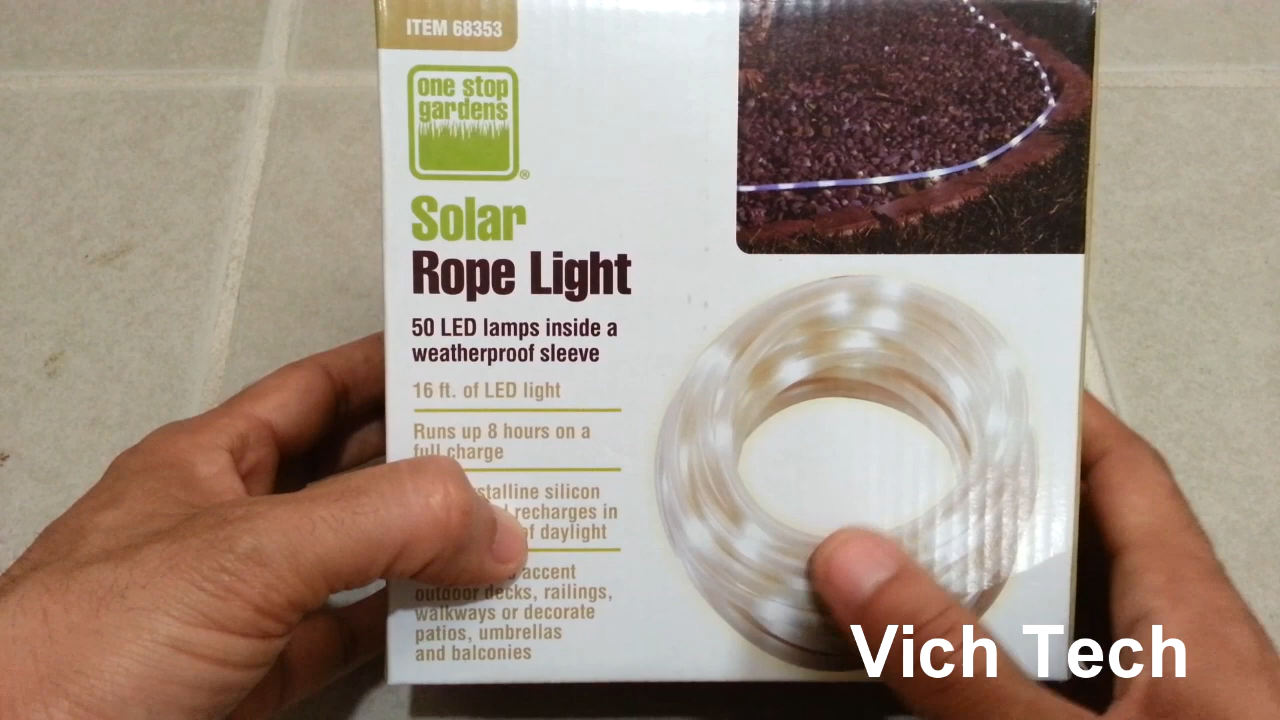 ITEM 68353
one stop
gardens
®
Solar
Rope Light
50 LED lamps inside a
weatherproof sleeve
16 ft. of LED light
Runs up 8 hours on a
full charge
silicon
recharges in
of daylight
accent
outdoor decks, railings,
walkways or decorate
patios, umbrellas
and balconies
Vich Tech